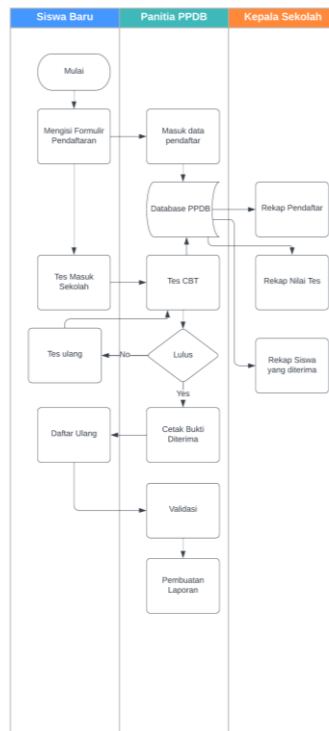 Siswa Baru
Panitia PPDB
Kepala Sekolah
Mulai
Mengisi Formulir
Pendaftaran
Masuk data
pendaftar
Database PPDB
Rekap Pendaftar
Tes Masuk
Sekolah
Tes CBT
Rekap Nilai Tes
Tes ulang
No
Lulus
Rekap Siswa
yang diterima
Yes
Daftar Ulang
Cetak Bukti
Diterima
Validasi
Pembuatan
Laporan